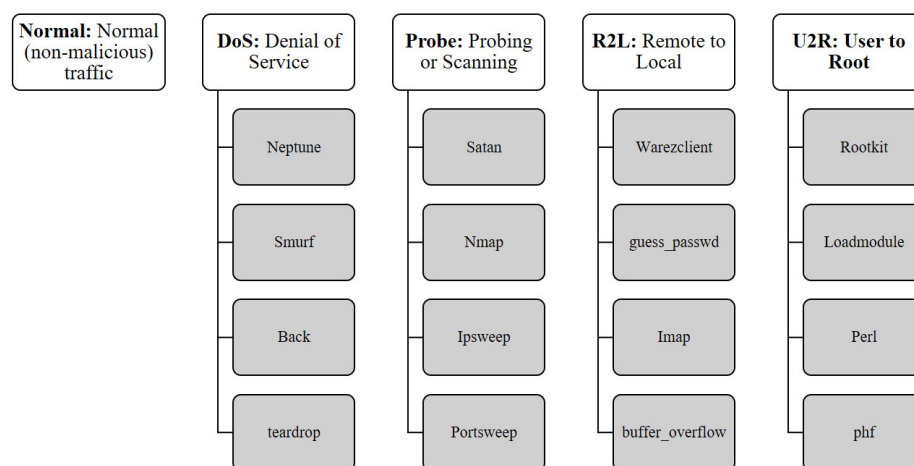 Normal: Normal
(non-malicious)
traffic
DoS: Denial of
Service
Neptune
Smurf
Back
teardrop
Probe: Probing
or Scanning
Satan
Nmap
Ipsweep
Portsweep
R2L: Remote to
Local
Warezclient
guess_passwd
Imap
buffer_overflow
U2R: User to
Root
Rootkit
Loadmodule
Perl
phf